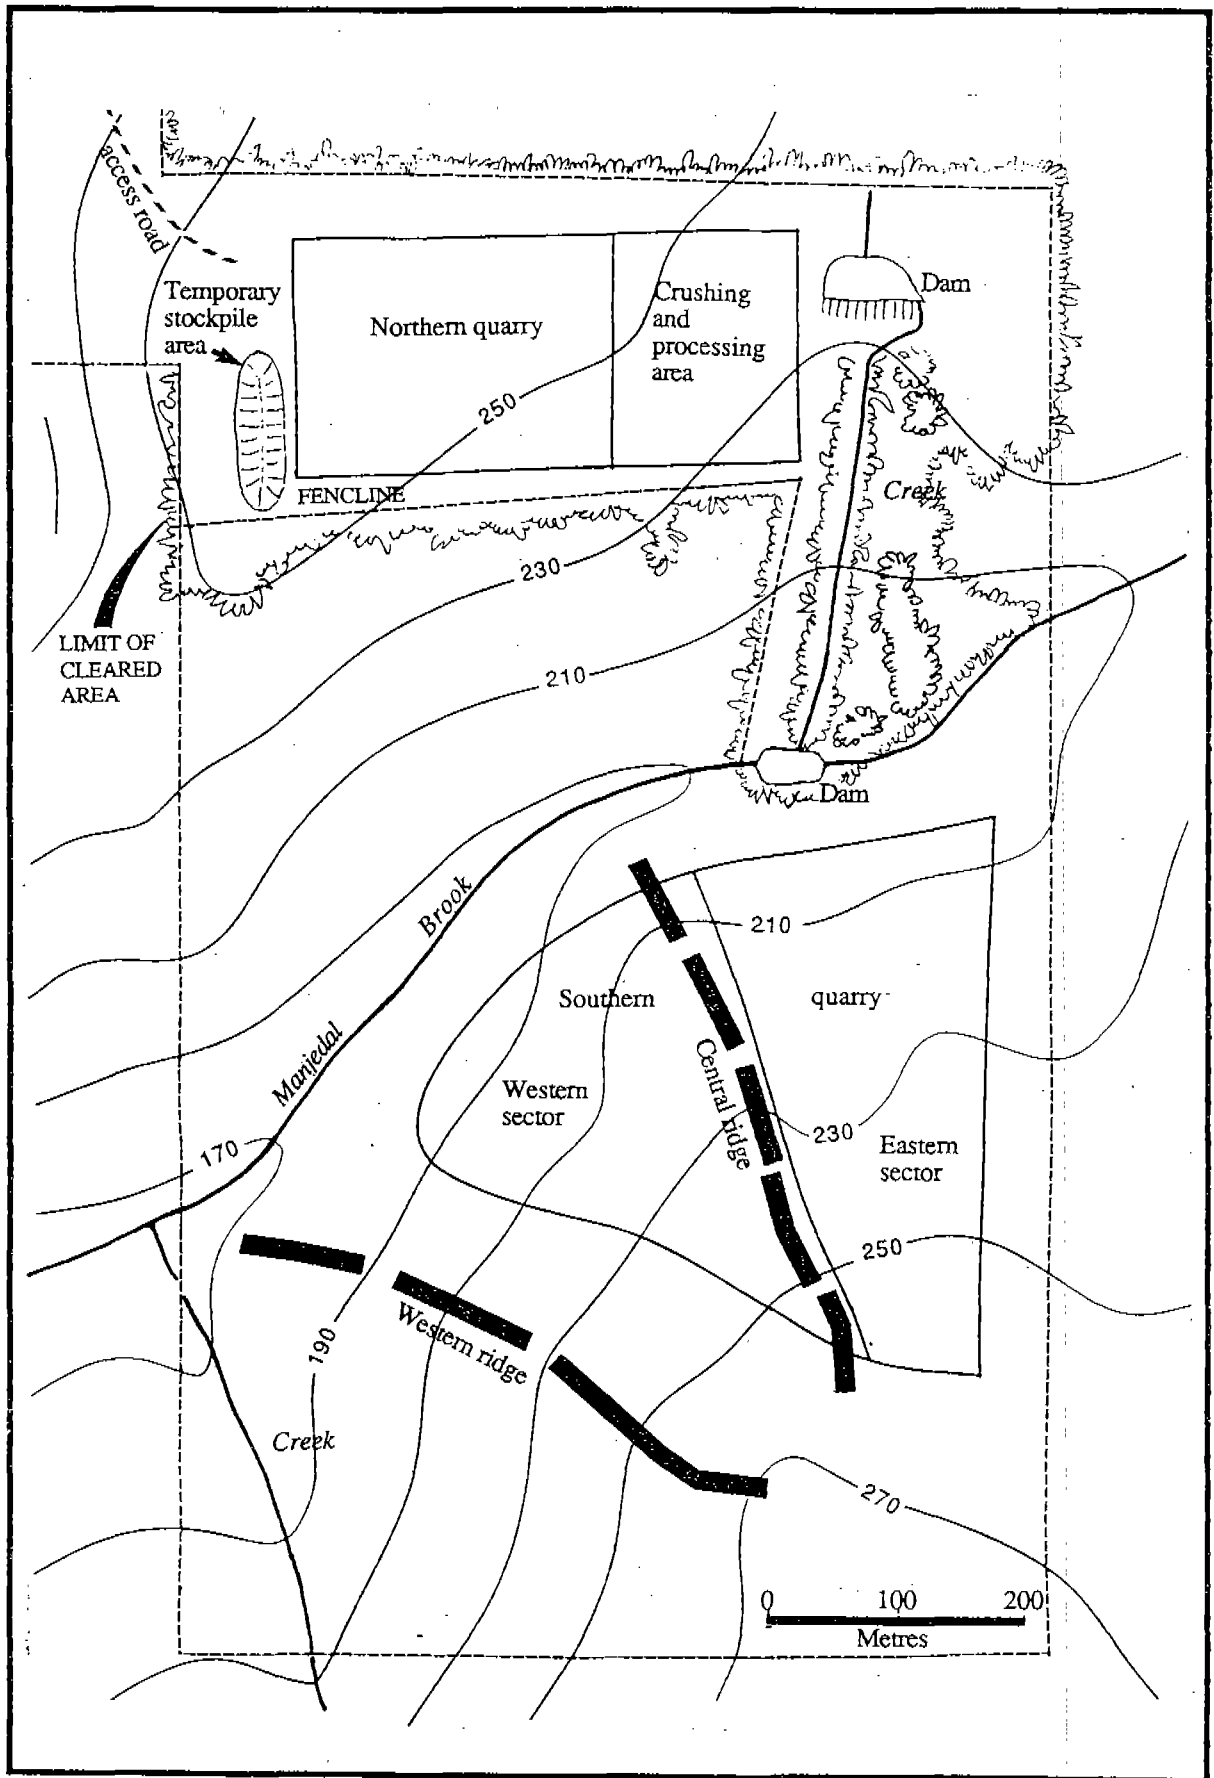 access road
Temporary
stockpile
area
Northern quarry
Crushing
and
processing
area
Dam
250
FENCLINE
Creek
230
LIMIT OF
CLEARED
AREA
210
Dam
Brook
210
Southern
quarry
Manjedal
Central ridge
Western
sector
230
Eastern
sector
170
250
Western ridge
190
Creek
270
0 100 200
Metres